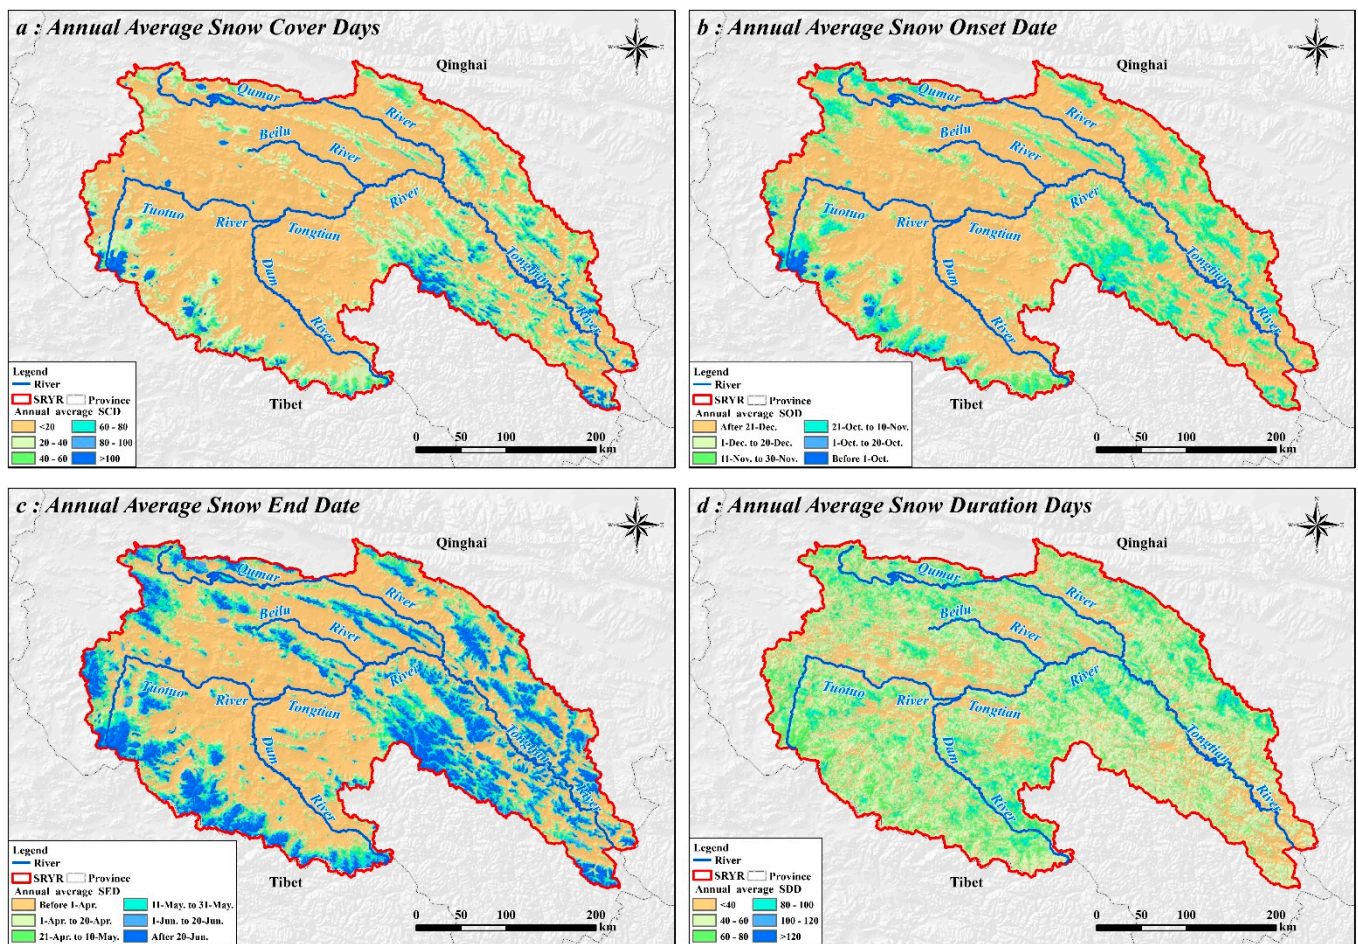 a : Annual Average Snow Cover Days
N
W
E
S
Qinghai
Qumar
River
Beilu
River
River
Tuotuo
River
Tongtian
Tongtian
River
Dam
River
Tibet
Legend
River
SRYR Province
Annual average SCD
<20 60 - 80
20 - 40 80 - 100
40 - 60 >100
0 50 100 200
km
b : Annual Average Snow Onset Date
N
W
E
S
Qinghai
Qumar
River
Beilu
River
River
Tuotuo
River
Tongtian
Tongtian
River
Dam
River
Tibet
Legend
River
SRYR Province
Annual average SOD
After 21-Dec. 21-Oct. to 10-Nov.
1-Dec. to 20-Dec. 1-Oct. to 20-Oct.
11-Nov. to 30-Nov. Before 1-Oct.
0 50 100 200
km
c : Annual Average Snow End Date
N
W
E
S
Qinghai
Qumar
River
Beilu
River
River
Tuotuo
River
Tongtian
Tongtian
River
Dam
River
Tibet
Legend
River
SRYR Province
Annual average SED
Before 1-Apr. 11-May. to 31-May.
1-Apr. to 20-Apr. 1-Jun. to 20-Jun.
21-Apr. to 10-May. After 20-Jun.
0 50 100 200
km
d : Annual Average Snow Duration Days
N
W
E
S
Qinghai
Qumar
River
Beilu
River
River
Tuotuo
River
Tongtian
Tongtian
River
Dam
River
Tibet
Legend
River
SRYR Province
Annual average SDD
<40 80 - 100
40 - 60 100 - 120
60 - 80 >120
0 50 100 200
km